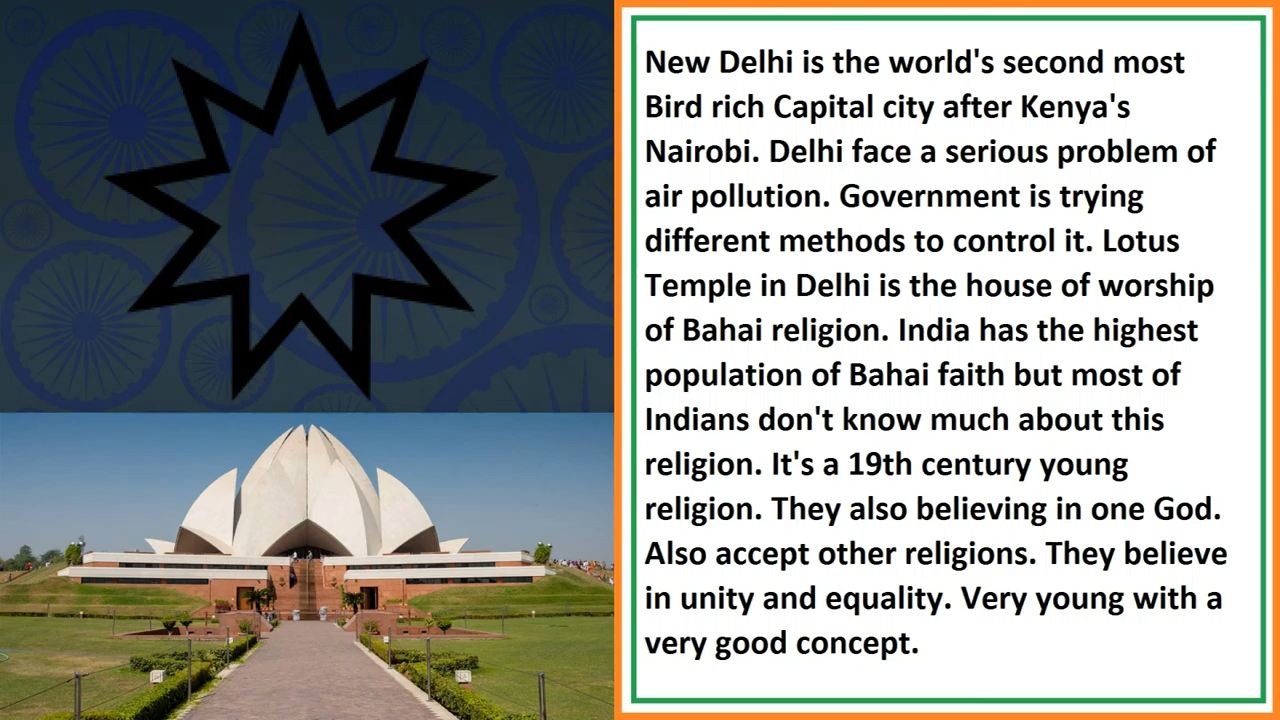 New Delhi is the world's second most
Bird rich Capital city after Kenya's
Nairobi. Delhi face a serious problem of
air pollution. Government is trying
different methods to control it. Lotus
Temple in Delhi is the house of worship
of Bahai religion. India has the highest
population of Bahai faith but most of
Indians don't know much about this
religion. It's a 19th century young
religion. They also believing in one God.
Also accept other religions. They believe
in unity and equality. Very young with a
very good concept.